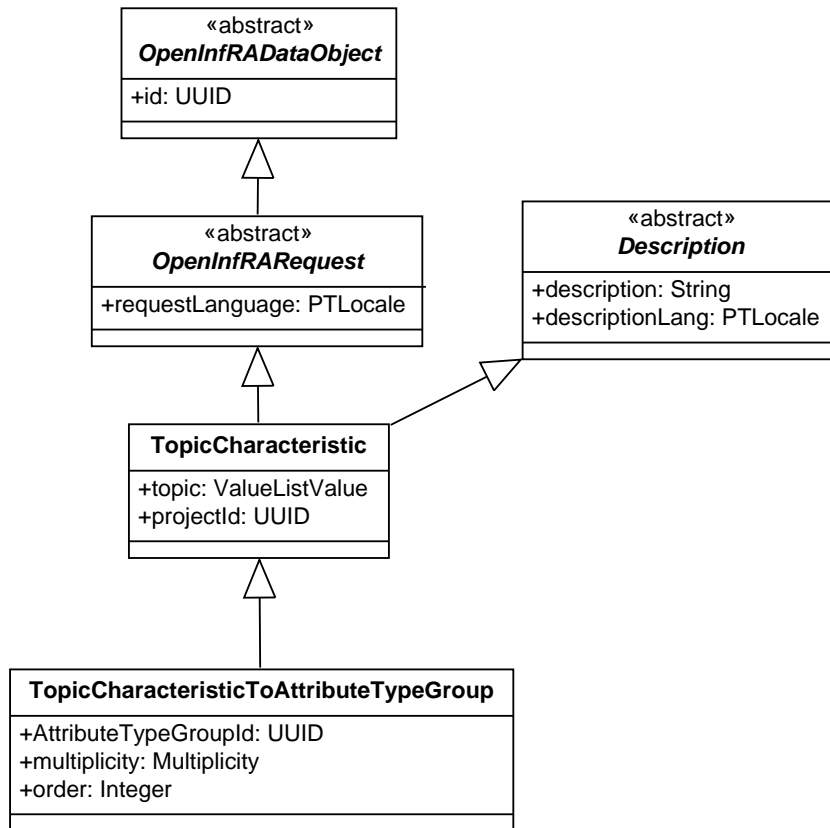 «abstract»
OpenInfRADataObject
+id: UUID
«abstract»
OpenInfRARequest
+requestLanguage: PTLocale
«abstract»
Description
+description: String
+descriptionLang: PTLocale
TopicCharacteristic
+topic: ValueListValue
+projectId: UUID
TopicCharacteristicToAttributeTypeGroup
+AttributeTypeGroupId: UUID
+multiplicity: Multiplicity
+order: Integer